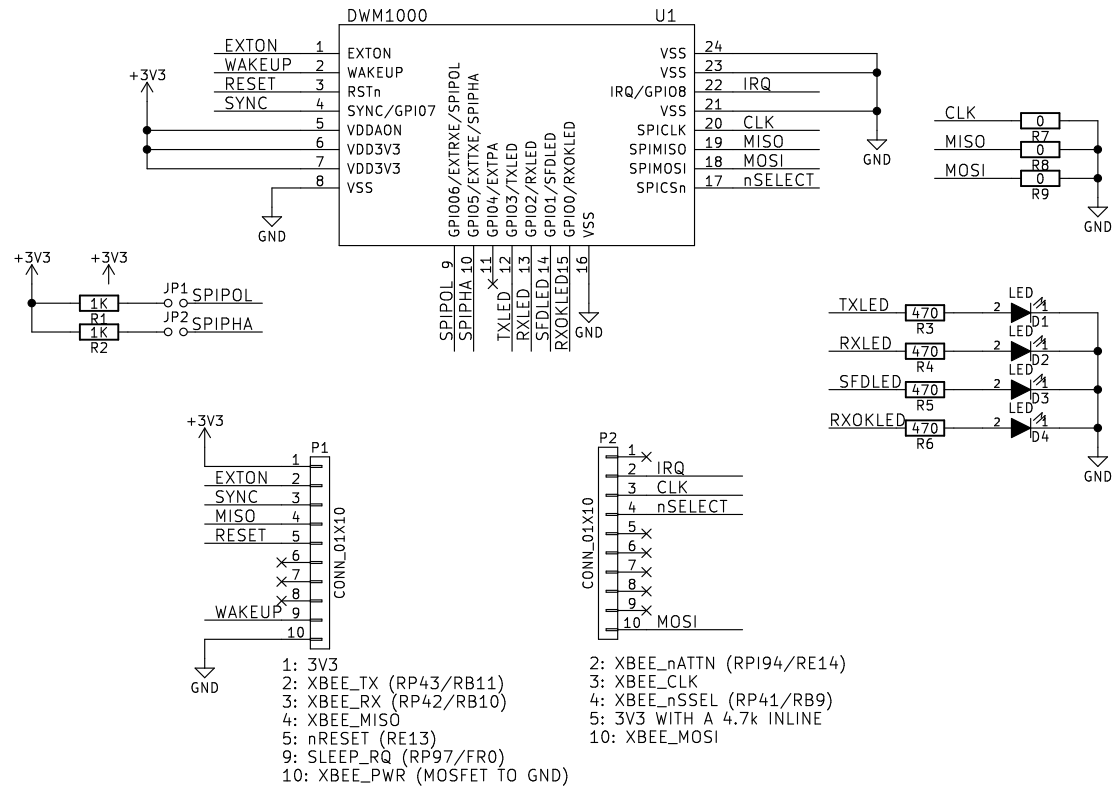 DWM1000 U1
EXTON 1 EXTON
WAKEUP 2 WAKEUP
RESET 3 RSTn
SYNC 4 SYNC/GPIO7
+3V3
5 VDDAON
6 VDD3V3
7 VDD3V3
8 VSS
GND
VSS 24
VSS 23
IRQ/GPIO8 22 IRQ
VSS 21
SPICLK 20 CLK
SPIMISO 19 MISO
SPIMOSI 18 MOSI
SPICSn 17 nSELECT
GND
GPIO06/EXTRXE/SPIPOL
GPIO5/EXTTXE/SPIPHA
GPIO4/EXTPA
GPIO3/TXLED
GPIO2/RXLED
GPIO1/SFDLED
GPIO0/RXOKLED
VSS
SPIPOL 9
SPIPHA 10
11
TXLED 12
RXLED 13
SFDLED 14
RXOKLED 15
16
GND
CLK 0
R7
MISO 0
R8
MOSI 0
R9
GND
+3V3 +3V3
1K JP1 SPIPOL
R1
1K JP2 SPIPHA
R2
TXLED 470 2 LED 1
R3 D1
RXLED 470 2 LED 1
R4 D2
SFDLED 470 2 LED 1
R5 D3
RXOKLED 470 2 LED 1
R6 D4
GND
+3V3
P1
1
EXTON 2
SYNC 3
MISO 4
RESET 5
6
7
8
WAKEUP 9
10
CONN_01X10
GND
1: 3V3
2: XBEE_TX (RP43/RB11)
3: XBEE_RX (RP42/RB10)
4: XBEE_MISO
5: nRESET (RE13)
9: SLEEP_RQ (RP97/FR0)
10: XBEE_PWR (MOSFET TO GND)
P2
1
2 IRQ
3 CLK
4 nSELECT
5
6
7
8
9
10 MOSI
CONN_01X10
2: XBEE_nATTN (RPI94/RE14)
3: XBEE_CLK
4: XBEE_nSSEL (RP41/RB9)
5: 3V3 WITH A 4.7k INLINE
10: XBEE_MOSI